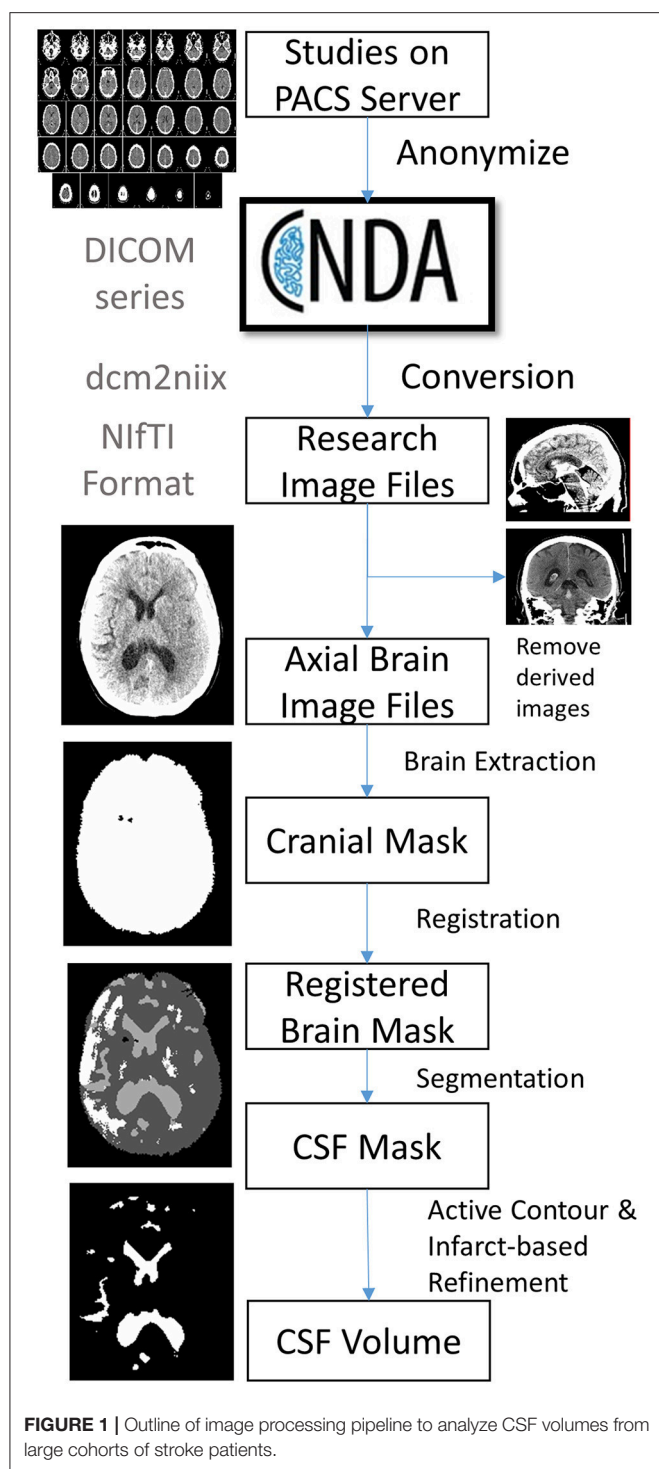 Studies on
PACS Server
Anonymize
CNDA
DICOM
series
dcm2niix
Conversion
NIfTI
Format
Research
Image Files
Axial Brain
Image Files
Remove
derived
images
Brain Extraction
Cranial Mask
Registration
Registered
Brain Mask
Segmentation
CSF Mask
Active Contour &
Infarct-based
Refinement
CSF Volume
FIGURE 1 | Outline of image processing pipeline to analyze CSF volumes from
large cohorts of stroke patients.